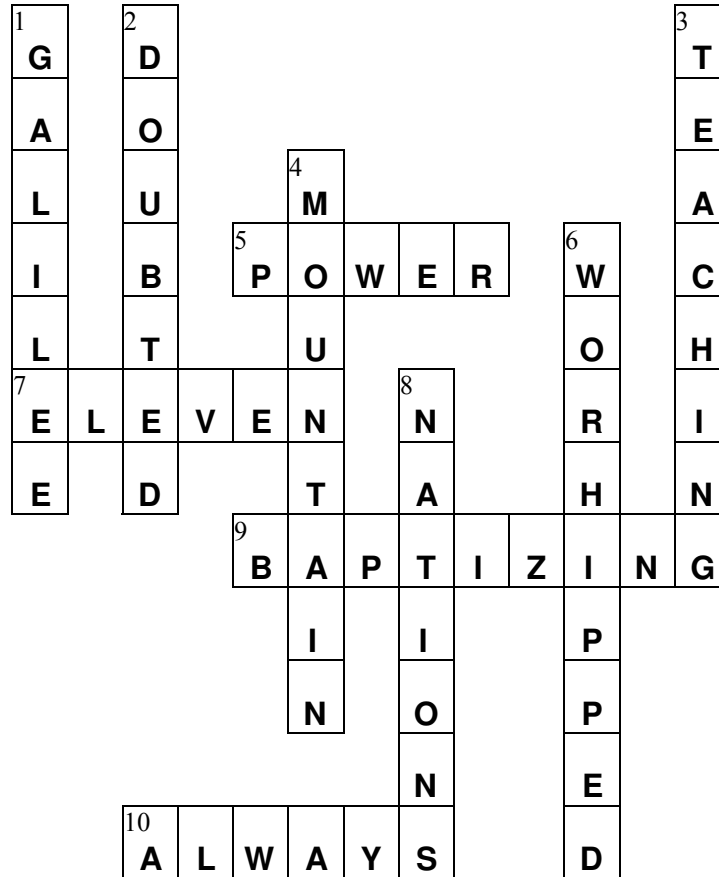 1 2 3
G D T
A O E
4
L U M A
5 6
I B P O W E R W C
L T U O H
7 8
E L E V E N N R I
E D T A H N
9
B A P T I Z I N G
I I P
N O P
N E
10
A L W A Y S D